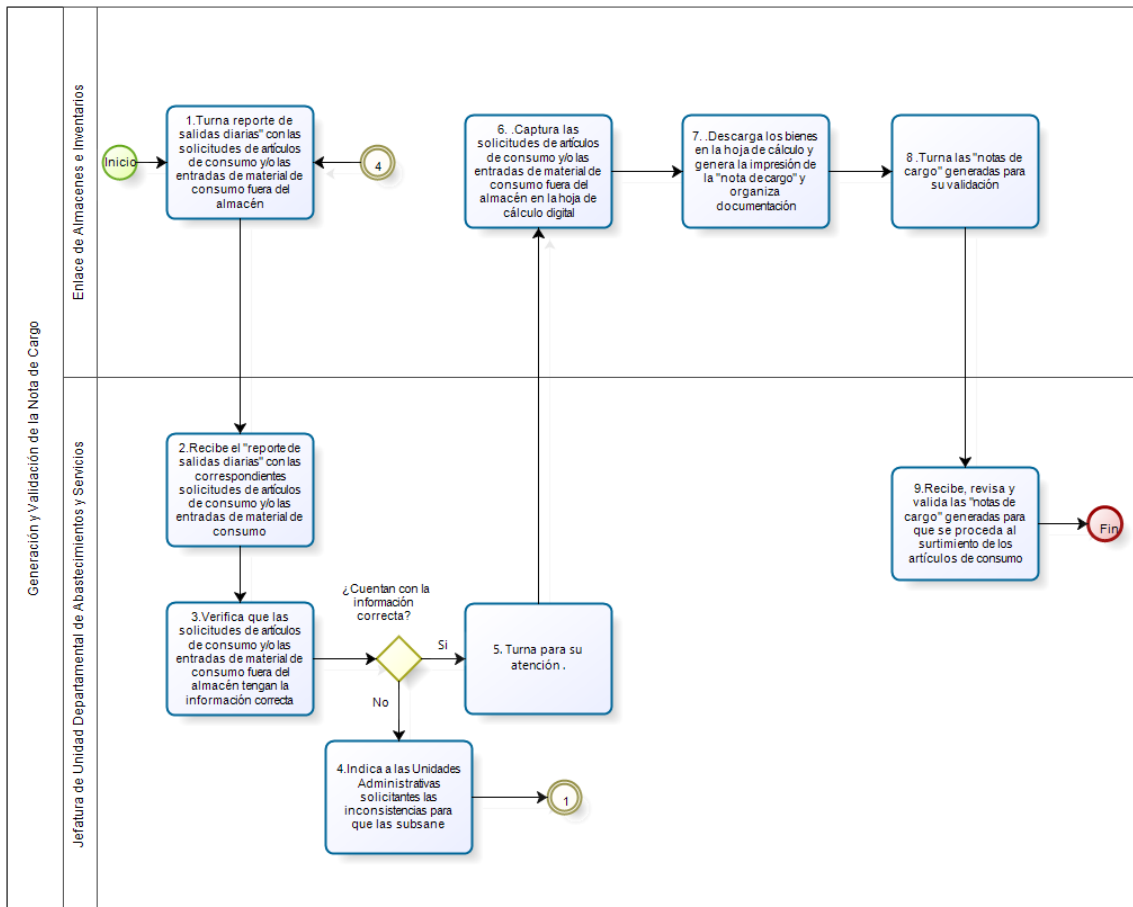 Generación y Validación de la Nota de Cargo
Enlace de Almacenes e Inventarios
Inicio
1.Turna reporte de
salidas diarias" con las
solicitudes de artículos
de consumo y/o las
entradas de material de
consumo fuera del
almacén
4
6. .Captura las
solicitudes de artículos
de consumo y/o las
entradas de material de
consumo fuera del
almacén en la hoja de
cálculo digital
7. .Descarga los bienes
en la hoja de cálculo y
genera la impresión de
la "nota de cargo" y
organiza
documentación
8 .Turna las "notas de
cargo" generadas para
su validación
Jefatura de Unidad Departamental de Abastecimientos y Servicios
2.Recibe el "reporte de
salidas diarias" con las
correspondientes
solicitudes de artículos
de consumo y/o las
entradas de material de
consumo
3.Verifica que las
solicitudes de artículos
de consumo y/o las
entradas de material de
consumo fuera del
almacén tengan la
información correcta
¿Cuentan con la
información
correcta?
Si
No
5. Turna para su
atención .
4.Indica a las Unidades
Administrativas
solicitantes las
inconsistencias para
que las subsane
1
9.Recibe, revisa y
valida las "notas de
cargo" generadas para
que se proceda al
surtimiento de los
artículos de consumo
Fin